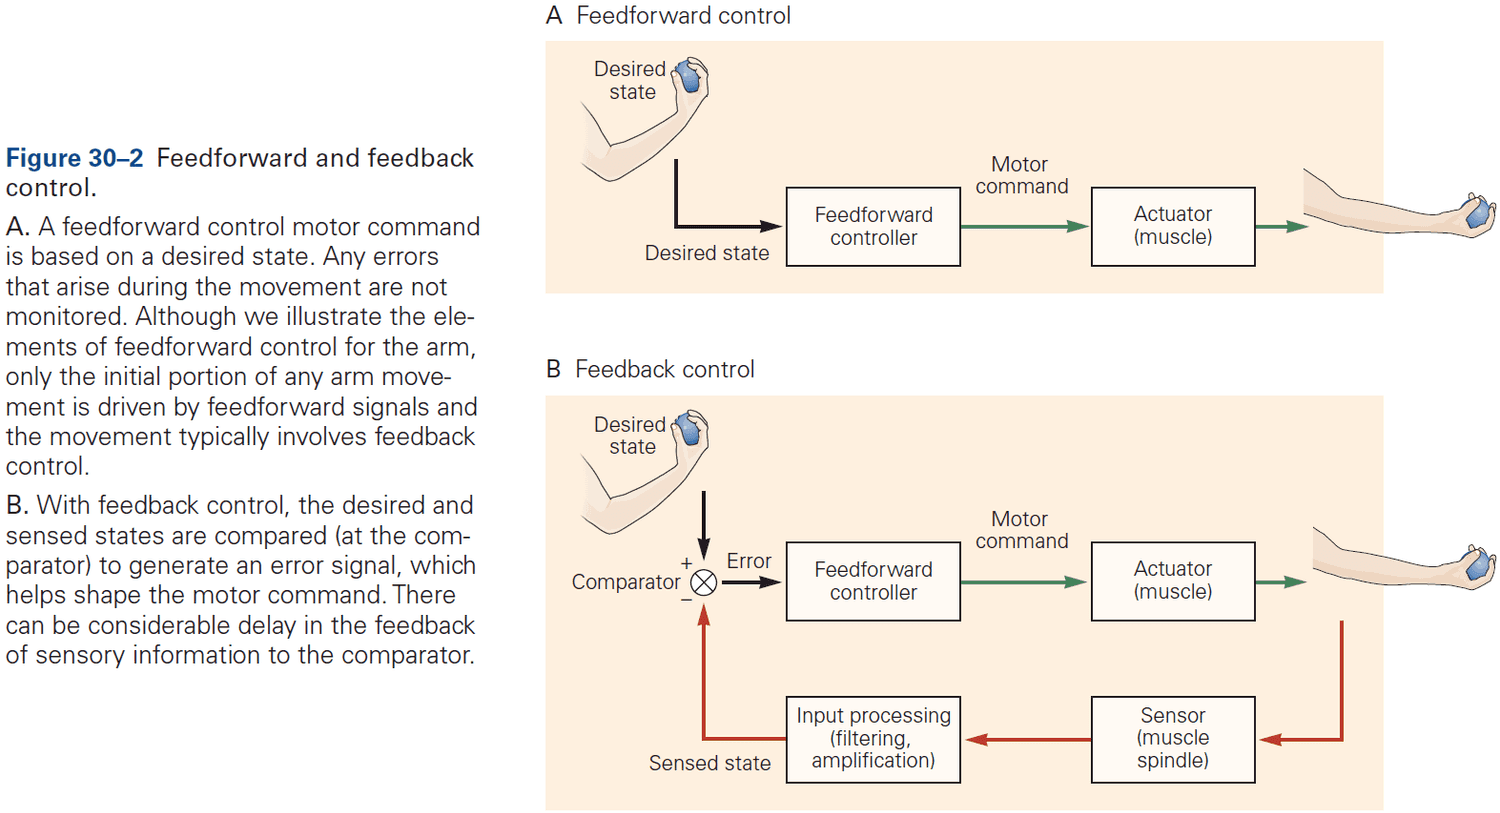 Figure 30–2 Feedforward and feedback
control.
A. A feedforward control motor command
is based on a desired state. Any errors
that arise during the movement are not
monitored. Although we illustrate the ele-
ments of feedforward control for the arm,
only the initial portion of any arm move-
ment is driven by feedforward signals and
the movement typically involves feedback
control.
B. With feedback control, the desired and
sensed states are compared (at the com-
parator) to generate an error signal, which
helps shape the motor command. There
can be considerable delay in the feedback
of sensory information to the comparator.
A Feedforward control
Desired
state
Desired state
Feedforward
controller
Motor
command
Actuator
(muscle)
B Feedback control
Desired
state
Comparator
+
−
Error
Feedforward
controller
Motor
command
Actuator
(muscle)
Sensor
(muscle
spindle)
Input processing
(filtering,
amplification)
Sensed state